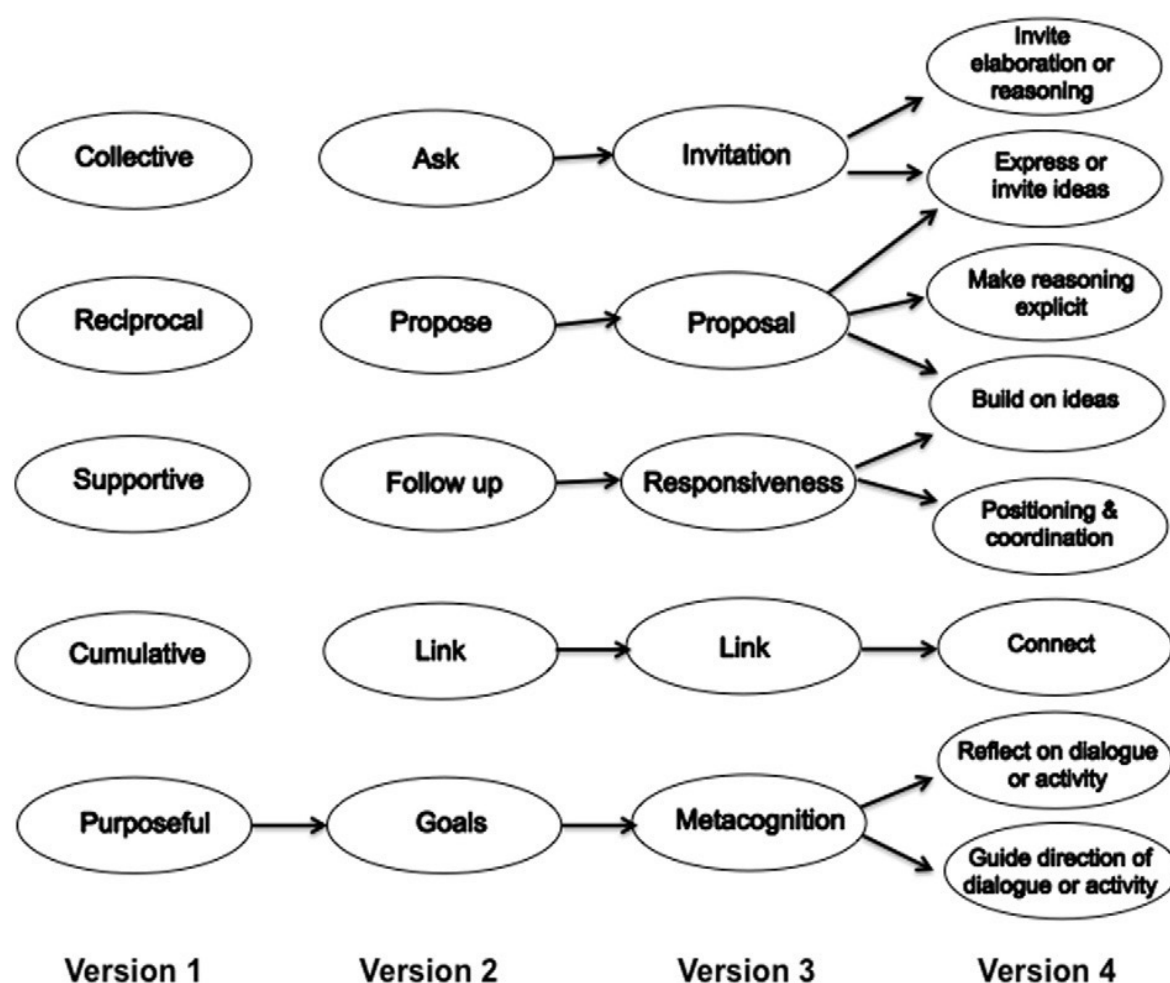 Invite
elaboration or
reasoning
Collective
Ask
Invitation
Express or
invite ideas
Reciprocal
Propose
Proposal
Make reasoning
explicit
Build on ideas
Supportive
Follow up
Responsiveness
Positioning &
coordination
Cumulative
Link
Link
Connect
Reflect on dialogue
or activity
Purposeful
Goals
Metacognition
Guide direction of
dialogue or activity
Version 1
Version 2
Version 3
Version 4